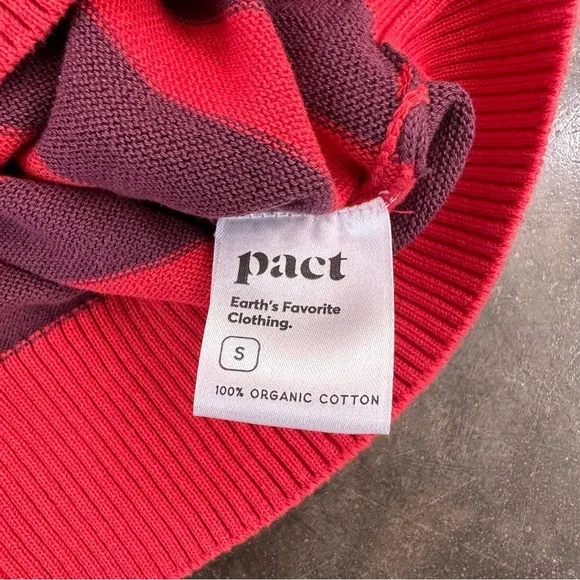 pact
Earth's Favorite
Clothing.
S
100% ORGANIC COTTON